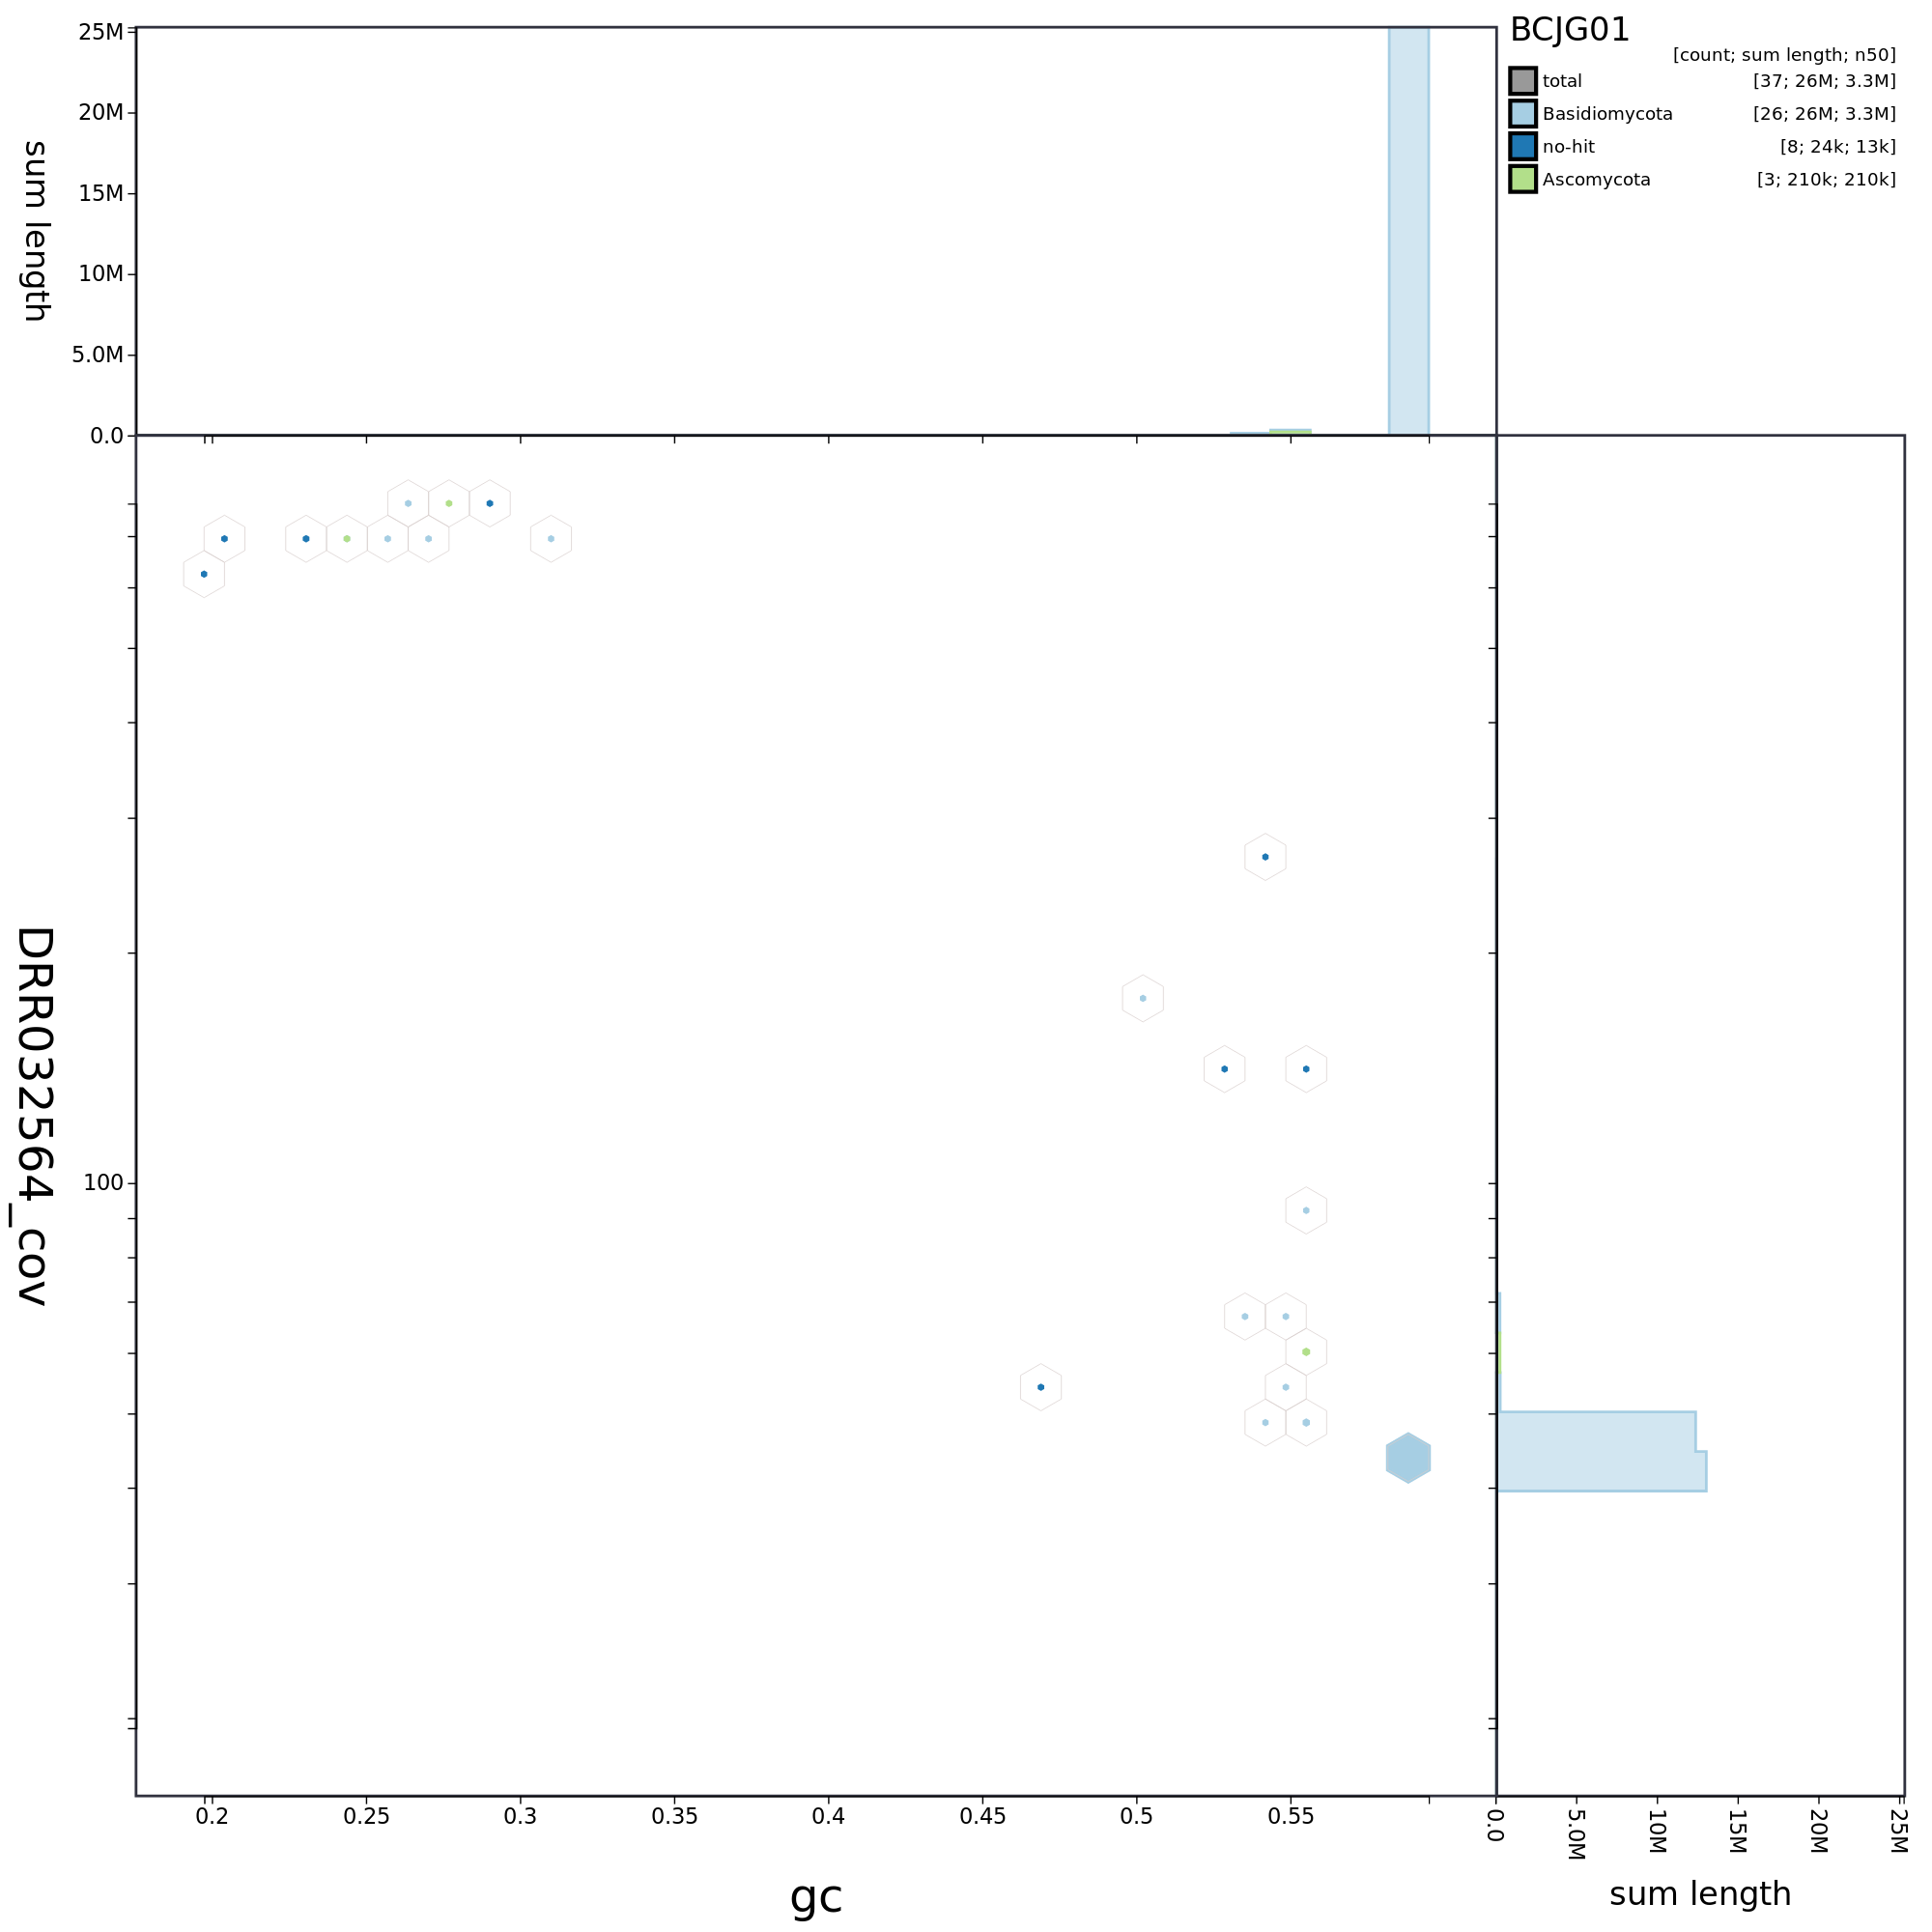 BCJG01
[count; sum length; n50]
total [37; 26M; 3.3M]
Basidiomycota [26; 26M; 3.3M]
no-hit [8; 24k; 13k]
Ascomycota [3; 210k; 210k]
sum length
25M
20M
15M
10M
5.0M
0.0
DRR032564_cov
100
0.2 0.25 0.3 0.35 0.4 0.45 0.5 0.55
gc
0.0 5.0M 10M 15M 20M 25M
sum length